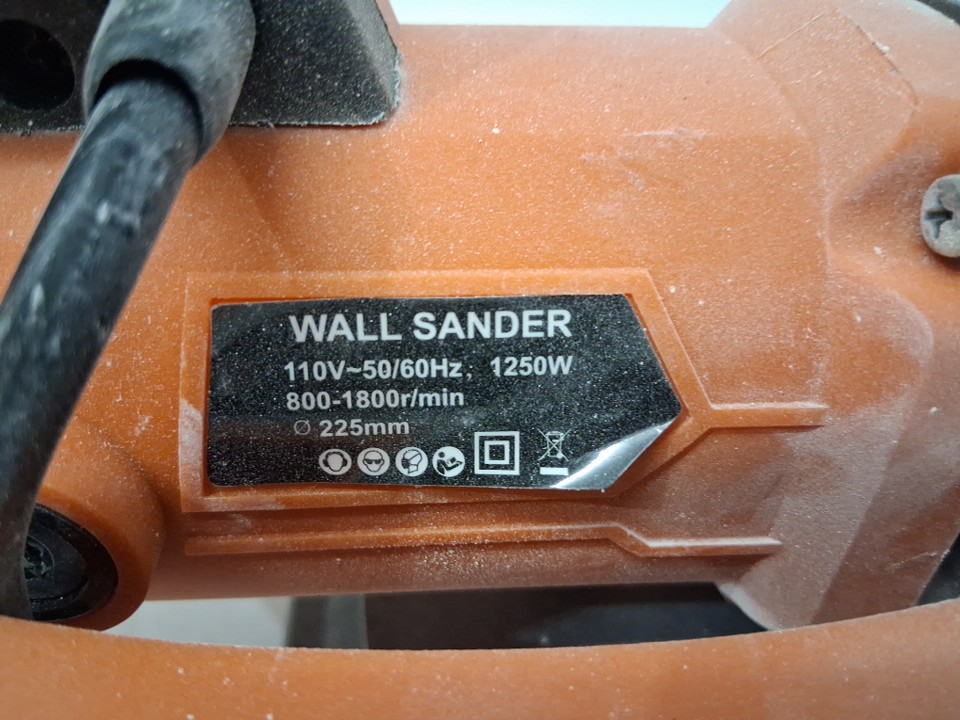 WALL SANDER
110V~50/60Hz, 1250W
800-1800r/min
Ø 225mm